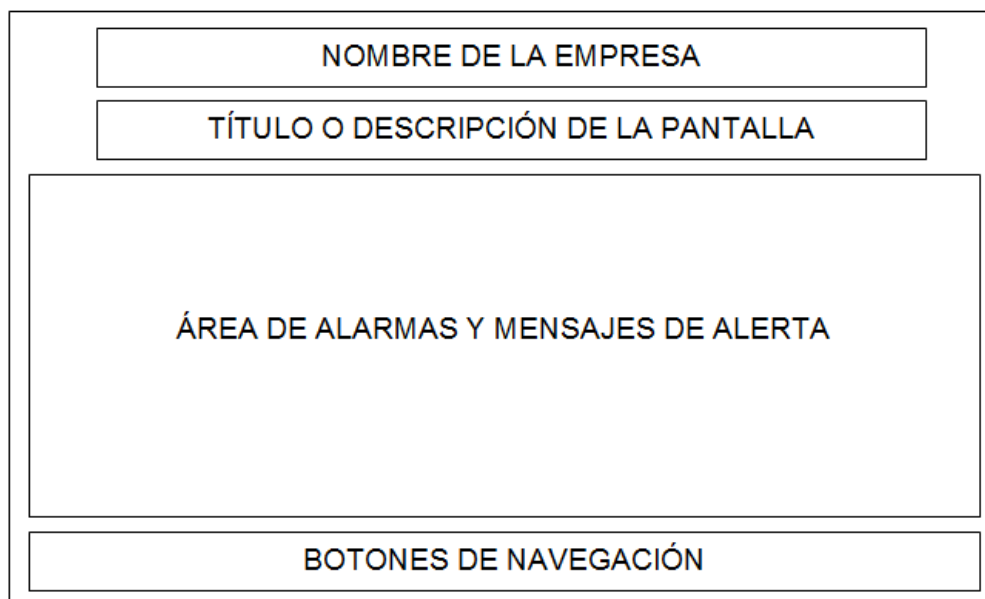 NOMBRE DE LA EMPRESA
TÍTULO O DESCRIPCIÓN DE LA PANTALLA
ÁREA DE ALARMAS Y MENSAJES DE ALERTA
BOTONES DE NAVEGACIÓN